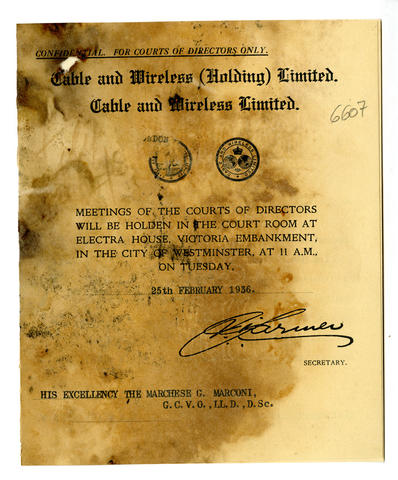 CONFIDENTIAL. FOR COURTS OF DIRECTORS ONLY.
Cable and Wireless (Holding) Limited.
Cable and Wireless Limited.
6607
MEETINGS OF THE COURTS OF DIRECTORS
WILL BE HOLDEN IN THE COURT ROOM AT
ELECTRA HOUSE, VICTORIA EMBANKMENT,
IN THE CITY OF WESTMINSTER, AT 11 A.M.,
ON TUESDAY,
25th FEBRUARY 1936.
SECRETARY.
HIS EXCELLENCY THE MARCHESE G. MARCONI,
G.C.V.O.,LL.D.,D.Sc.